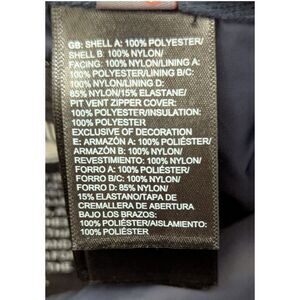 GB: SHELL A: 100% POLYESTER/
SHELL B: 100% NYLON/
FACING: 100% NYLON/LINING A:
100% POLYESTER/LINING B/C:
100% NYLON/LINING D:
85% NYLON/15% ELASTANE/
PIT VENT ZIPPER COVER:
100% POLYESTER/INSULATION:
100% POLYESTER
EXCLUSIVE OF DECORATION
E: ARMAZÓN A: 100% POLIÉSTER/
ARMAZÓN B: 100% NYLON/
REVESTIMIENTO: 100% NYLON/
FORRO A: 100% POLIÉSTER/
FORRO B/C: 100% NYLON/
FORRO D: 85% NYLON/
15% ELASTANO/TAPA DE
CREMALLERA DE ABERTURA
BAJO LOS BRAZOS:
100% POLIÉSTER/AISLAMIENTO:
100% POLIÉSTER